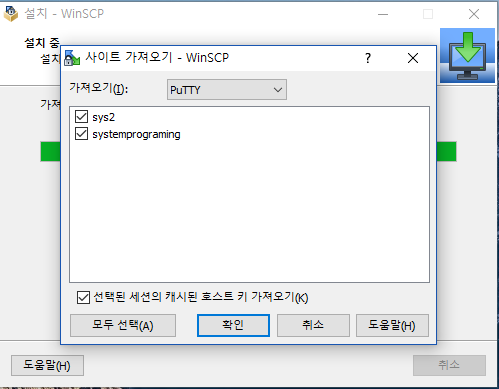 설치 - WinSCP
설치 중
설치
사이트 가져오기 - WinSCP
가져오기(I):
PuTTY
sys2
systemprograming
선택된 세션의 캐시된 호스트 키 가져오기(K)
모두 선택(A)
확인
취소
도움말(H)
도움말(H)
취소